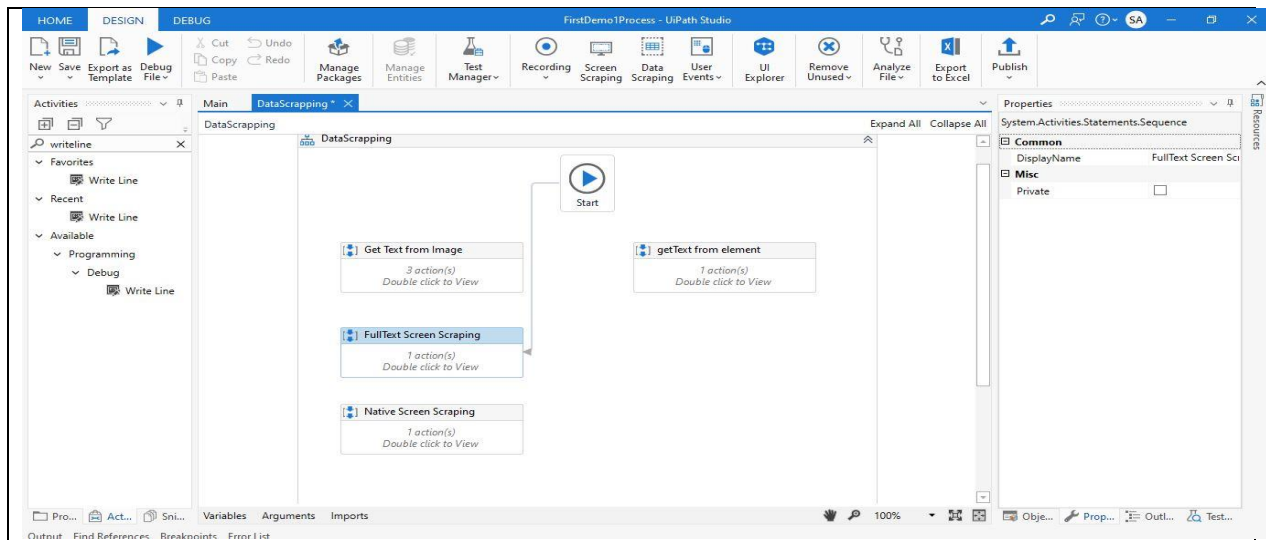 HOME DESIGN DEBUG FirstDemo1Process - UiPath Studio SA
Cut Undo
Copy Redo
Paste
New Save Export as Template Debug File Manage Packages Manage Entities Test Manager Recording Screen Scraping Data Scraping User Events UI Explorer Remove Unused Analyze File Export to Excel Publish
Activities
Main DataScrapping *
Properties
Resources
DataScrapping Expand All Collapse All
System.Activities.Statements.Sequence
writeline
DataScrapping
Common
Favorites
DisplayName FullText Screen Scr
Write Line
Misc
Recent
Private
Write Line
Start
Available
Programming
Debug
Write Line
Get Text from Image
3 action(s)
Double click to View
getText from element
1 action(s)
Double click to View
FullText Screen Scraping
1 action(s)
Double click to View
Native Screen Scraping
1 action(s)
Double click to View
Pro... Act... Sni... Variables Arguments Imports 100% Obje... Prop... Outl... Test...
Output Find References Breakpoints Error List